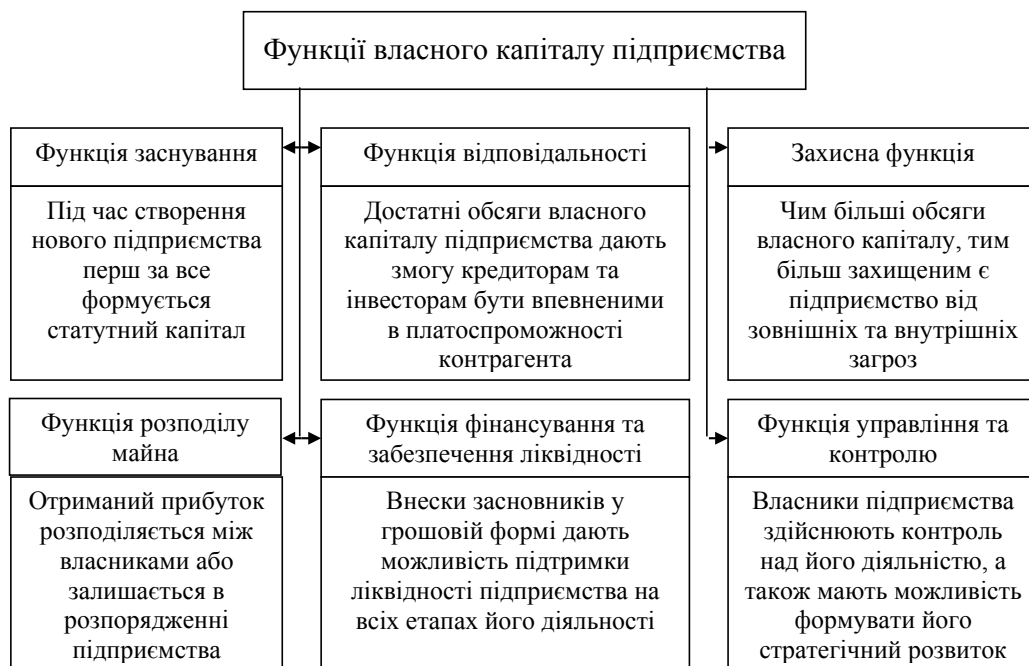 Функції власного капіталу підприємства
Функція заснування
Під час створення
нового підприємства
перш за все
формується
статутний капітал
Функція відповідальності
Достатні обсяги власного
капіталу підприємства дають
змогу кредиторам та
інвесторам бути впевненими
в платоспроможності
контрагента
Захисна функція
Чим більші обсяги
власного капіталу, тим
більш захищеним є
підприємство від
зовнішніх та внутрішніх
загроз
Функція розподілу
майна
Отриманий прибуток
розподіляється між
власниками або
залишається в
розпорядженні
підприємства
Функція фінансування та
забезпечення ліквідності
Внески засновників у
грошовій формі дають
можливість підтримки
ліквідності підприємства на
всіх етапах його діяльності
Функція управління та
контролю
Власники підприємства
здійснюють контроль
над його діяльністю, а
також мають можливість
формувати його
стратегічний розвиток